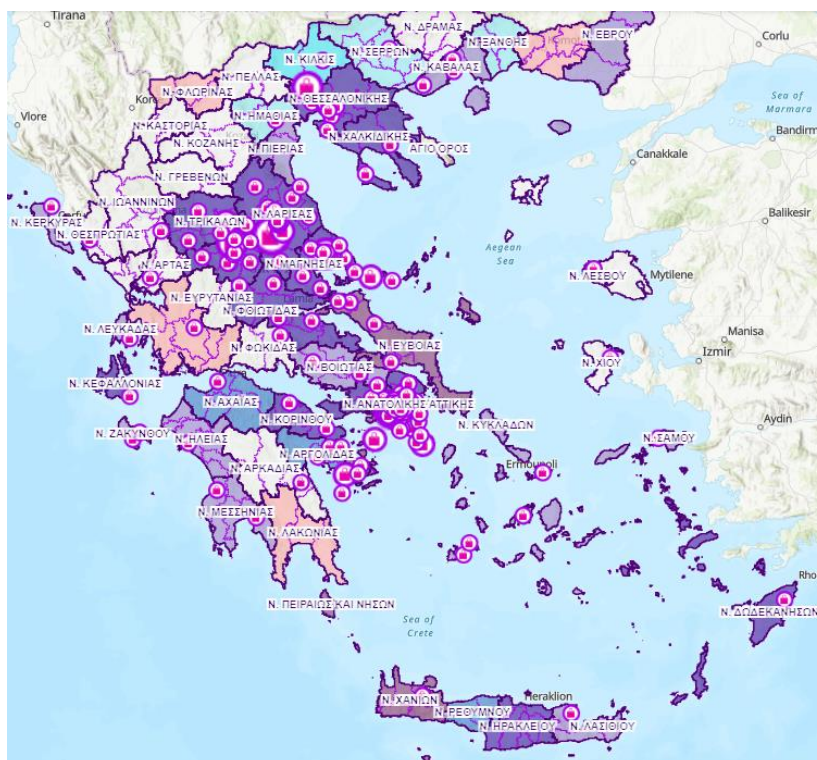 Tirana
Corlu
Vlore
Sea of
Marmara
Bandirm
Canakkale
Balikesir
Aegean
Sea
Mytilene
Manisa
Izmir
Aydin
Ermoupoli
Rho
Sea of
Crete
Heraklion
Ν. ΔΡΑΜΑΣ
Ν. ΣΕΡΡΩΝ
Ν. ΞΑΝΘΗΣ
Ν. ΕΒΡΟΥ
Ν. ΚΙΛΚΙΣ
Ν. ΚΑΒΑΛΑΣ
Ν. ΠΕΛΛΑΣ
Ν. ΦΛΩΡΙΝΑΣ
Ν. ΘΕΣΣΑΛΟΝΙΚΗΣ
Ν. ΗΜΑΘΙΑΣ
Ν. ΚΑΣΤΟΡΙΑΣ
Ν. ΧΑΛΚΙΔΙΚΗΣ
Ν. ΚΟΖΑΝΗΣ
Ν. ΠΙΕΡΙΑΣ
ΑΓΙΟ ΟΡΟΣ
Ν. ΓΡΕΒΕΝΩΝ
Ν. ΙΩΑΝΝΙΝΩΝ
Ν. ΚΕΡΚΥΡΑΣ
Ν. ΤΡΙΚΑΛΩΝ
Ν. ΛΑΡΙΣΑΣ
Ν. ΘΕΣΠΡΩΤΙΑΣ
Ν. ΑΡΤΑΣ
Ν. ΜΑΓΝΗΣΙΑΣ
Ν. ΛΕΣΒΟΥ
Ν. ΕΥΡΥΤΑΝΙΑΣ
Ν. ΦΘΙΩΤΙΔΑΣ
Ν. ΛΕΥΚΑΔΑΣ
Ν. ΦΩΚΙΔΑΣ
Ν. ΕΥΒΟΙΑΣ
Ν. ΒΟΙΩΤΙΑΣ
Ν. ΧΙΟΥ
Ν. ΚΕΦΑΛΛΟΝΙΑΣ
Ν. ΑΧΑΙΑΣ
Ν. ΑΝΑΤΟΛΙΚΗΣ ΑΤΤΙΚΗΣ
Ν. ΚΟΡΙΝΘΟΥ
Ν. ΚΥΚΛΑΔΩΝ
Ν. ΖΑΚΥΝΘΟΥ
Ν. ΗΛΕΙΑΣ
Ν. ΑΡΓΟΛΙΔΑΣ
Ν. ΣΑΜΟΥ
Ν. ΑΡΚΑΔΙΑΣ
Ν. ΜΕΣΣΗΝΙΑΣ
Ν. ΛΑΚΩΝΙΑΣ
Ν. ΠΕΙΡΑΙΩΣ ΚΑΙ ΝΗΣΩΝ
Ν. ΔΩΔΕΚΑΝΗΣΩΝ
Ν. ΧΑΝΙΩΝ
Ν. ΡΕΘΥΜΝΟΥ
Ν. ΗΡΑΚΛΕΙΟΥ
Ν. ΛΑΣΙΘΙΟΥ